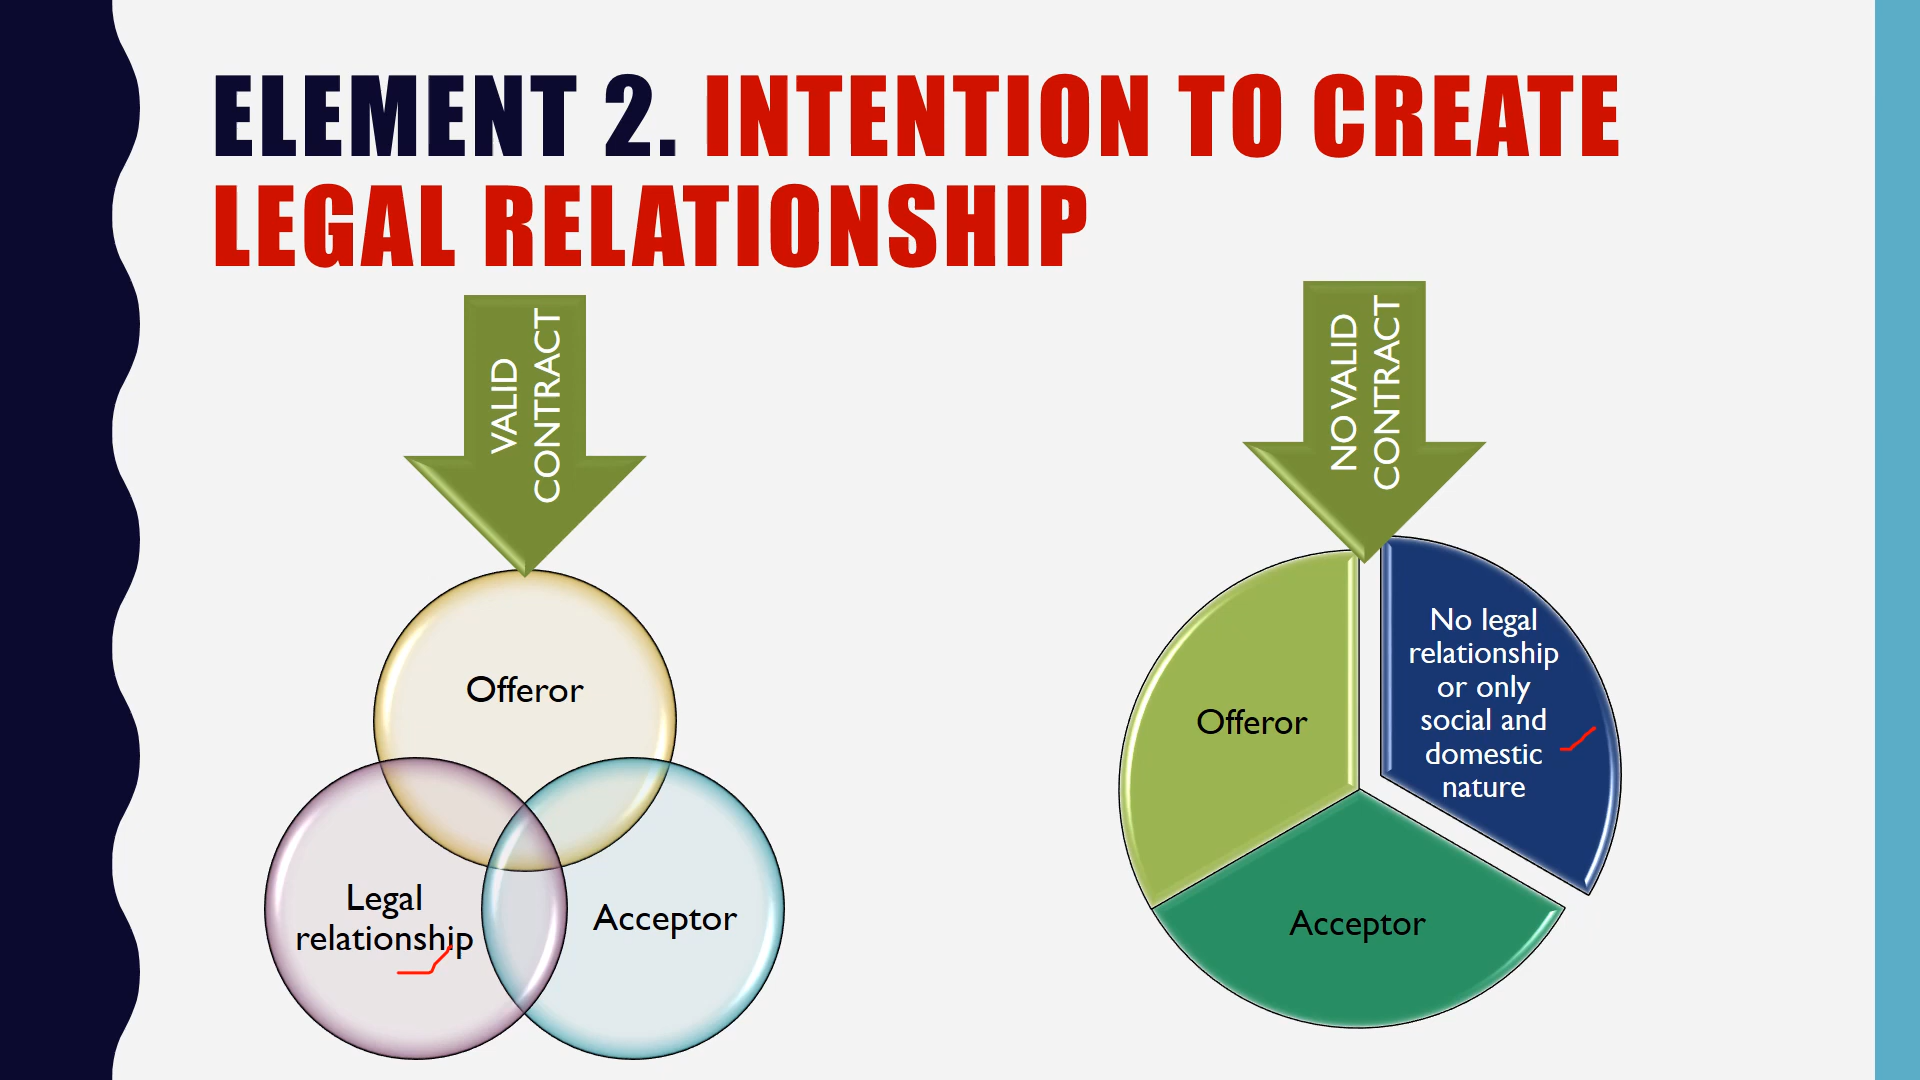 ELEMENT 2. INTENTION TO CREATE
LEGAL RELATIONSHIP
VALID
CONTRACT
Offeror
Legal
relationship
Acceptor
NO VALID
CONTRACT
Offeror
No legal
relationship
or only
social and
domestic
nature
Acceptor